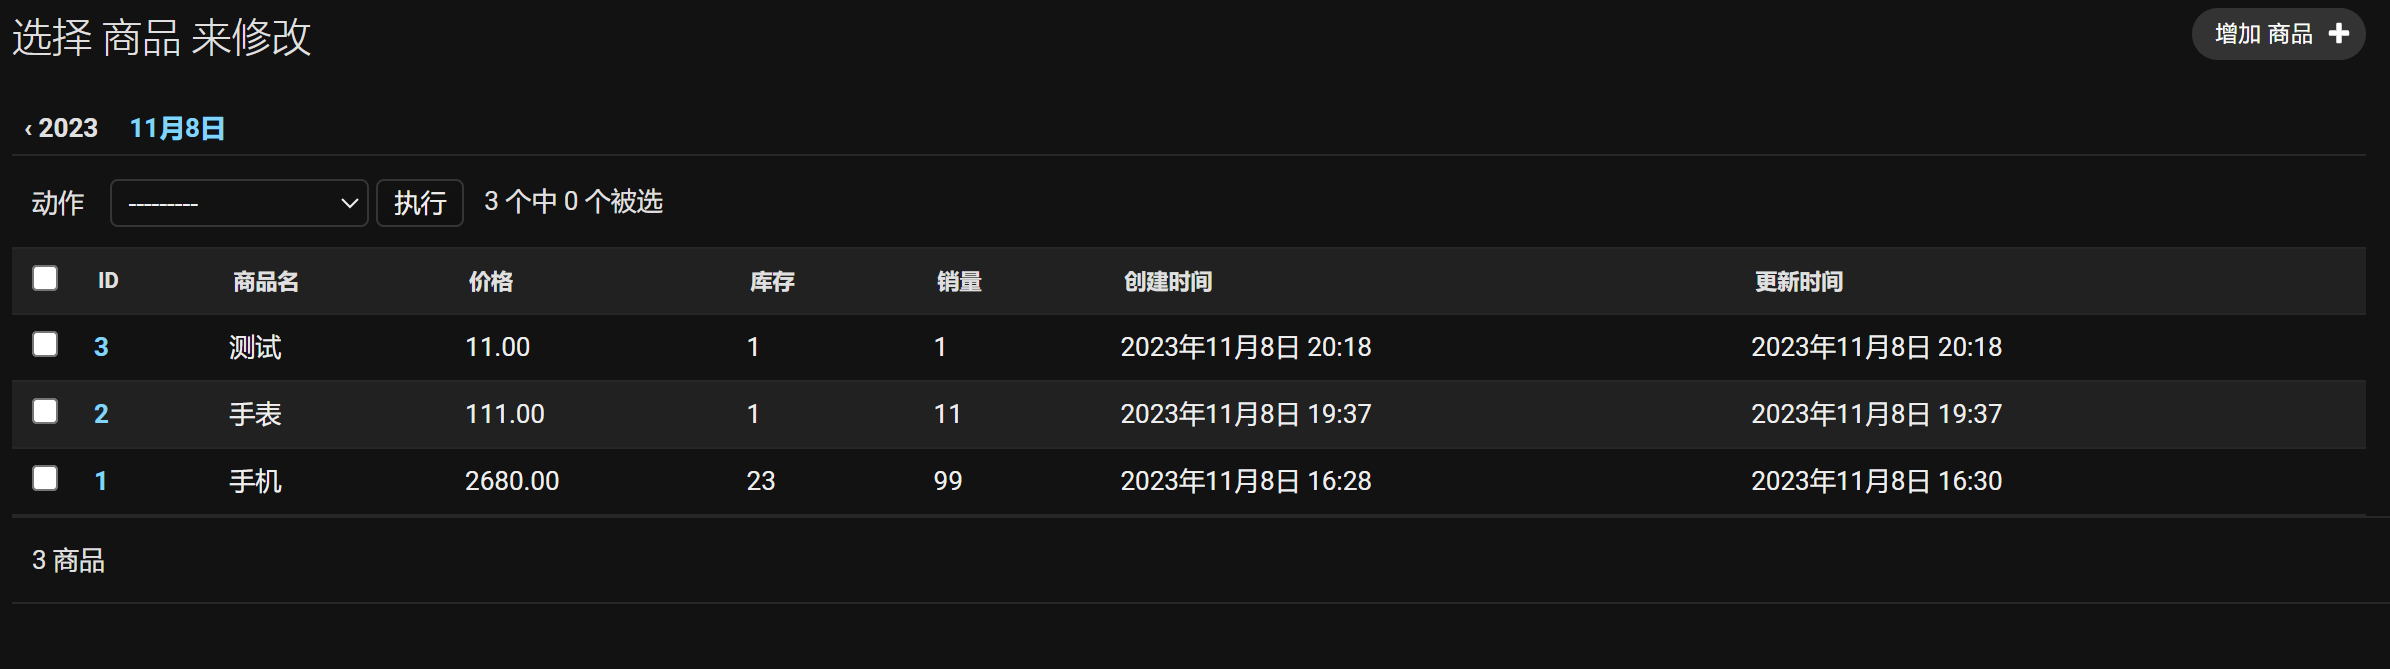 选择 商品 来修改
增加 商品 +
‹ 2023 11月8日
动作 --------- 执行 3 个中 0 个被选
ID 商品名 价格 库存 销量 创建时间 更新时间
3 测试 11.00 1 1 2023年11月8日 20:18 2023年11月8日 20:18
2 手表 111.00 1 11 2023年11月8日 19:37 2023年11月8日 19:37
1 手机 2680.00 23 99 2023年11月8日 16:28 2023年11月8日 16:30
3 商品